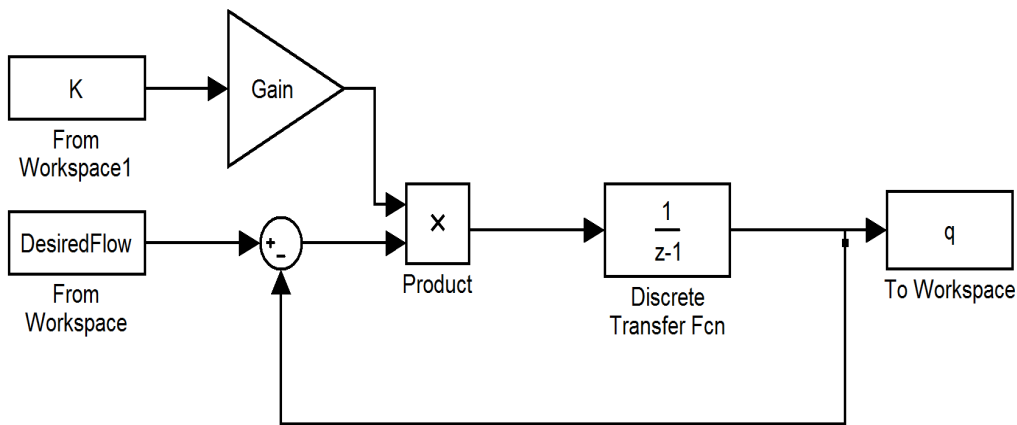 K
Gain
From
Workspace1
DesiredFlow
+
−
From
Workspace
×
Product
1
z-1
Discrete
Transfer Fcn
q
To Workspace